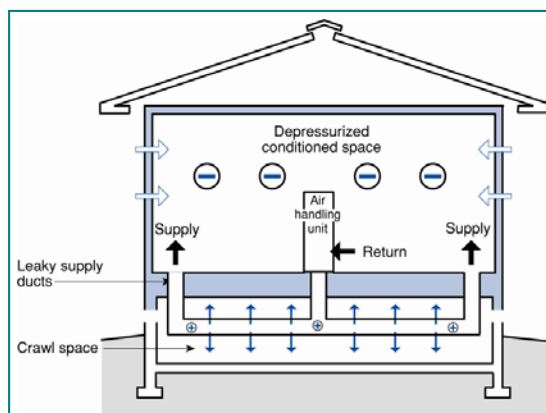 Depressurized
conditioned space
Air
handling
unit
Supply
Supply
Return
Leaky supply
ducts
Crawl space